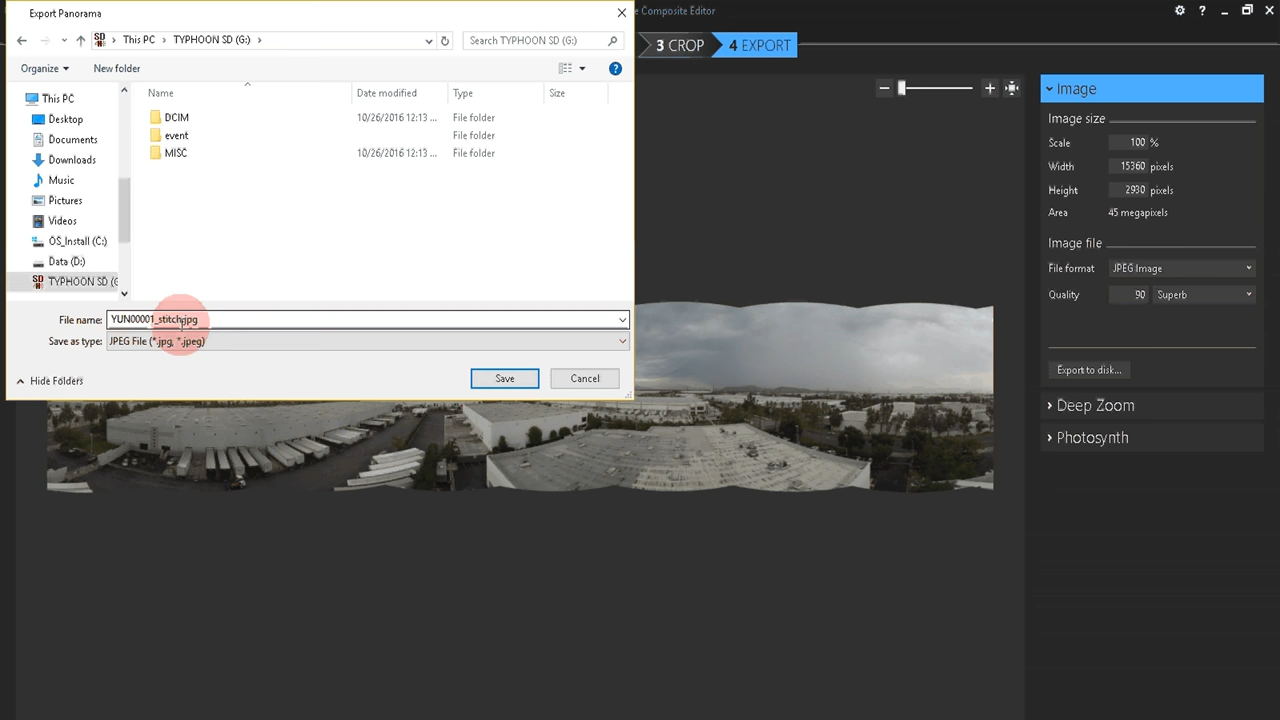 Export Panorama
e Composite Editor
This PC
TYPHOON SD (G:)
Search TYPHOON SD (G:)
3 CROP
4 EXPORT
Organize
New folder
This PC
Desktop
Documents
Downloads
Music
Pictures
Videos
OS_Install (C:)
Data (D:)
TYPHOON SD (G
Name
Date modified
Type
Size
DCIM
10/26/2016 12:13 ...
File folder
event
File folder
MISC
10/26/2016 12:13 ...
File folder
File name:
YUN00001_stitch.jpg
Save as type:
JPEG File (*.jpg, *.jpeg)
Hide Folders
Save
Cancel
Image
Image size
Scale
100 %
Width
15360 pixels
Height
2930 pixels
Area
45 megapixels
Image file
File format
JPEG Image
Quality
90
Superb
Export to disk...
Deep Zoom
Photosynth